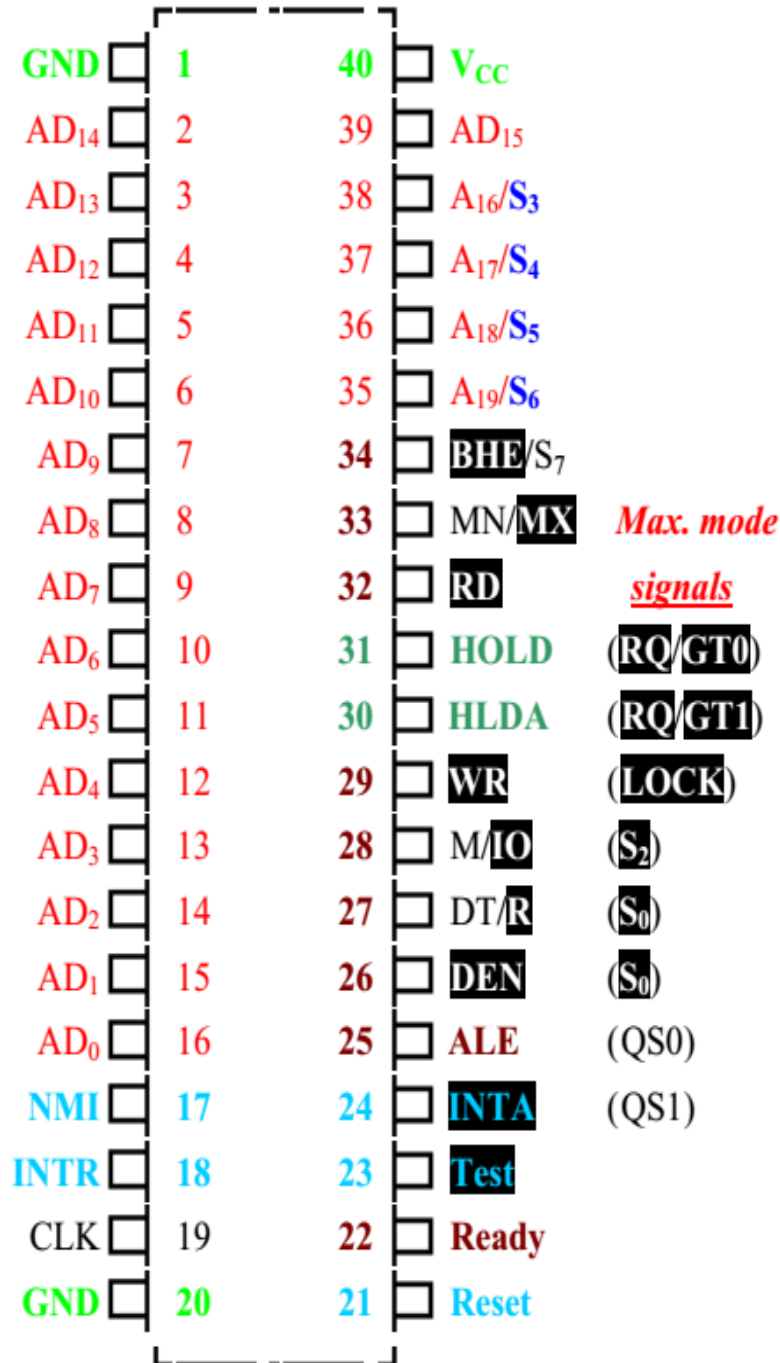 GND 1 40 V_CC
AD₁₄ 2 39 AD₁₅
AD₁₃ 3 38 A₁₆/S₃
AD₁₂ 4 37 A₁₇/S₄
AD₁₁ 5 36 A₁₈/S₅
AD₁₀ 6 35 A₁₉/S₆
AD₉ 7 34 BHE/S₇
AD₈ 8 33 MN/MX Max. mode
AD₇ 9 32 RD signals
AD₆ 10 31 HOLD (RQ/GT0)
AD₅ 11 30 HLDA (RQ/GT1)
AD₄ 12 29 WR (LOCK)
AD₃ 13 28 M/IO (S₂)
AD₂ 14 27 DT/R (S₀)
AD₁ 15 26 DEN (S₀)
AD₀ 16 25 ALE (QS0)
NMI 17 24 INTA (QS1)
INTR 18 23 Test
CLK 19 22 Ready
GND 20 21 Reset